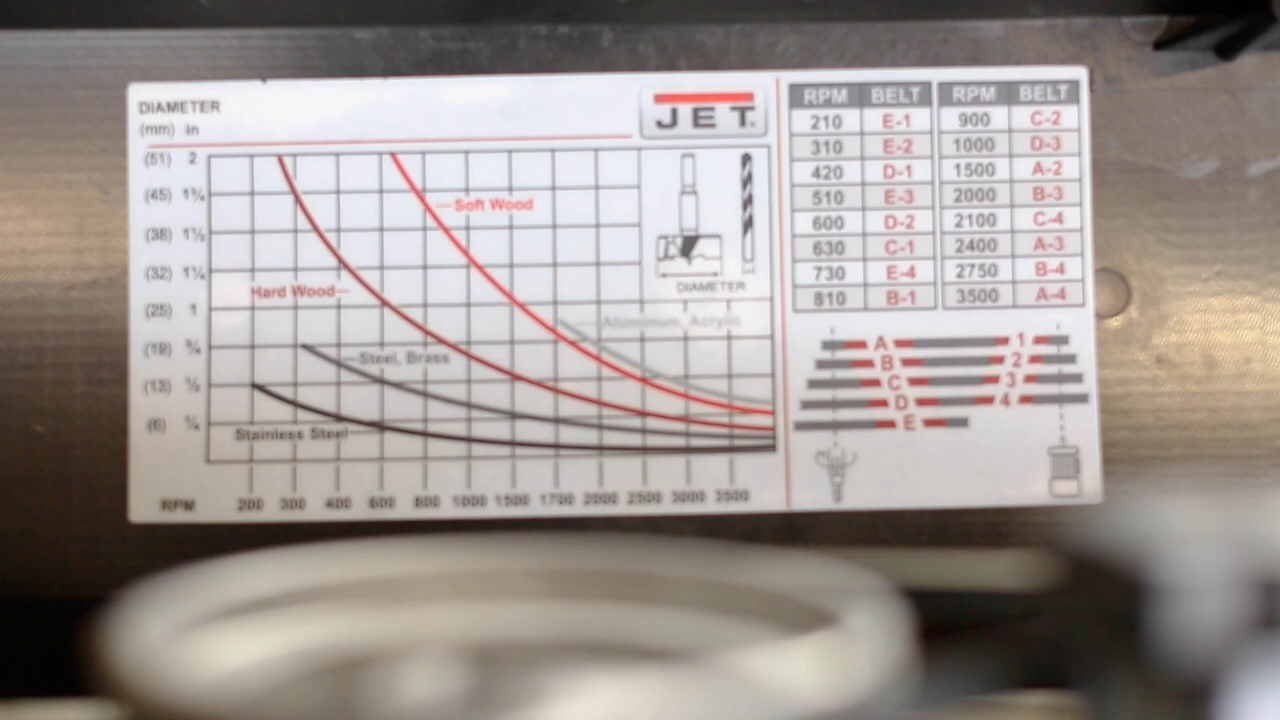 DIAMETER
(mm) in
JET
(51) 2
(45) 1¾
(38) 1½
(32) 1¼
(25) 1
(19) ¾
(13) ½
(6) ¼
Soft Wood
Hard Wood
Aluminum, Acrylic
Steel, Brass
Stainless Steel
DIAMETER
RPM 200 300 400 600 800 1000 1500 1700 2000 2500 3000 3500
RPM BELT RPM BELT
210 E-1 900 C-2
310 E-2 1000 D-3
420 D-1 1500 A-2
510 E-3 2000 B-3
600 D-2 2100 C-4
630 C-1 2400 A-3
730 E-4 2750 B-4
810 B-1 3500 A-4
A 1
B 2
C 3
D 4
E